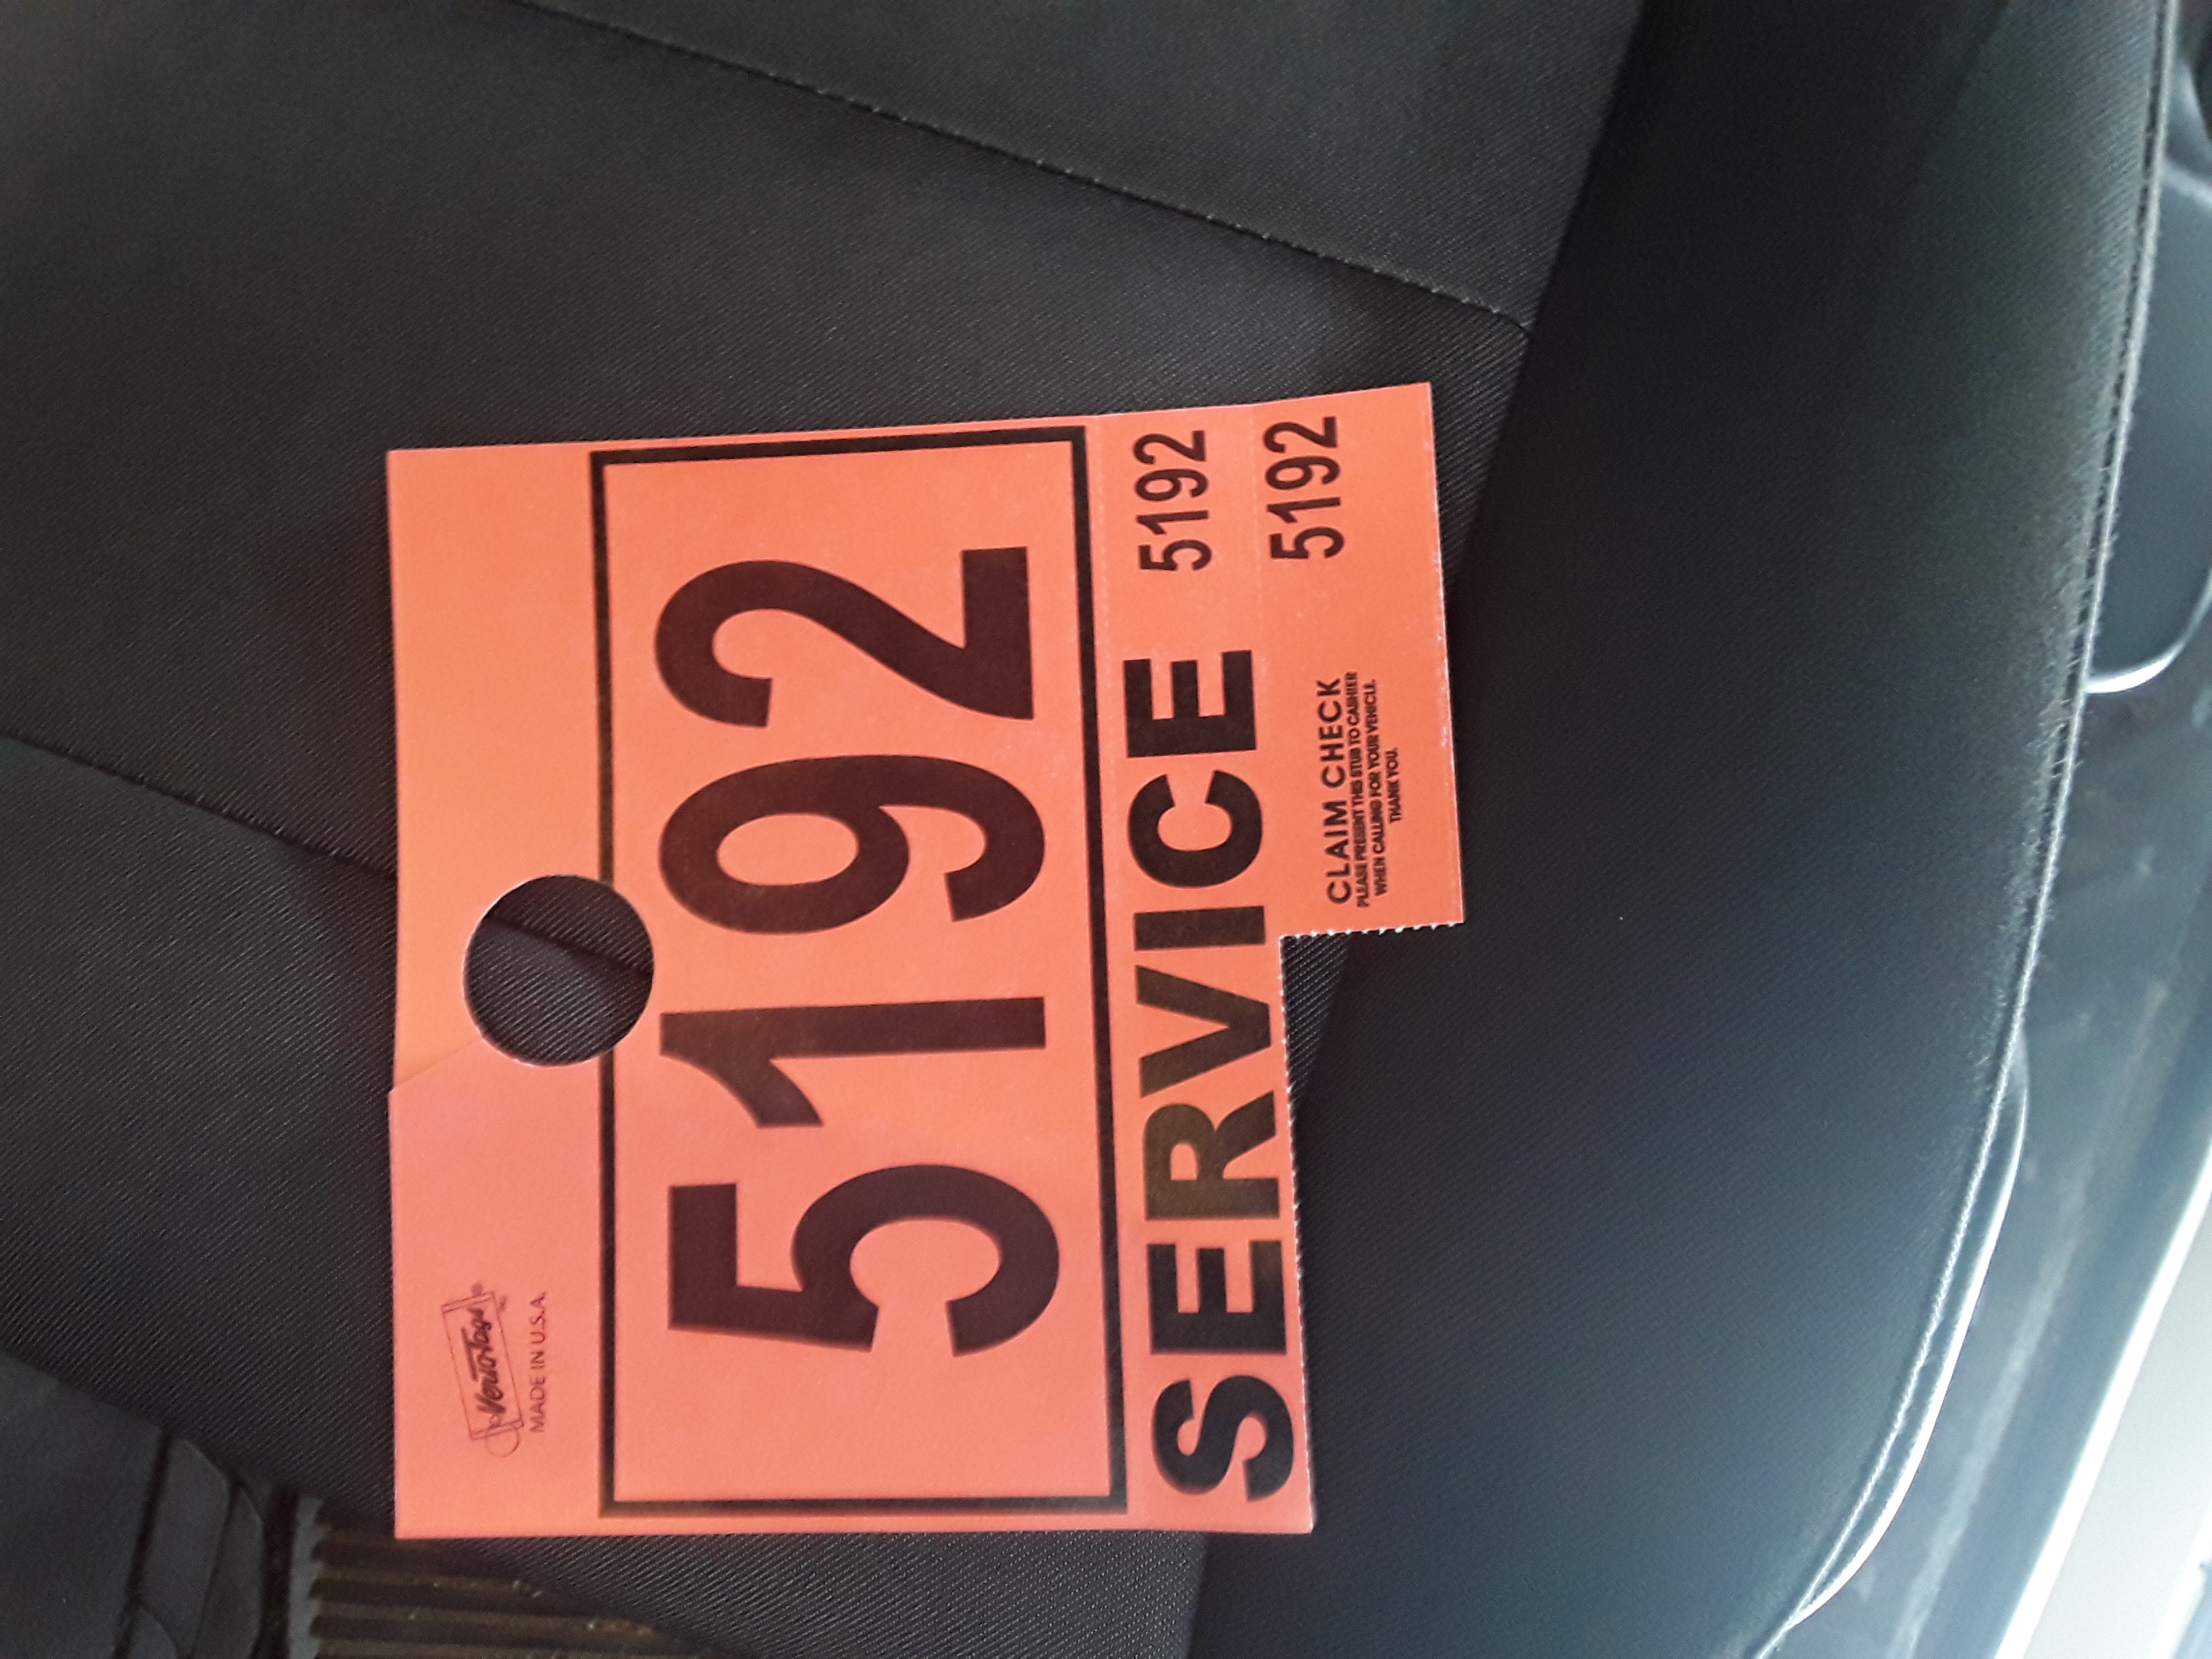 VersaTags
MADE IN U.S.A.
5192
SERVICE 5192
5192
CLAIM CHECK
PLEASE PRESENT THIS STUB TO CASHIER
WHEN CALLING FOR YOUR VEHICLE.
THANK YOU.